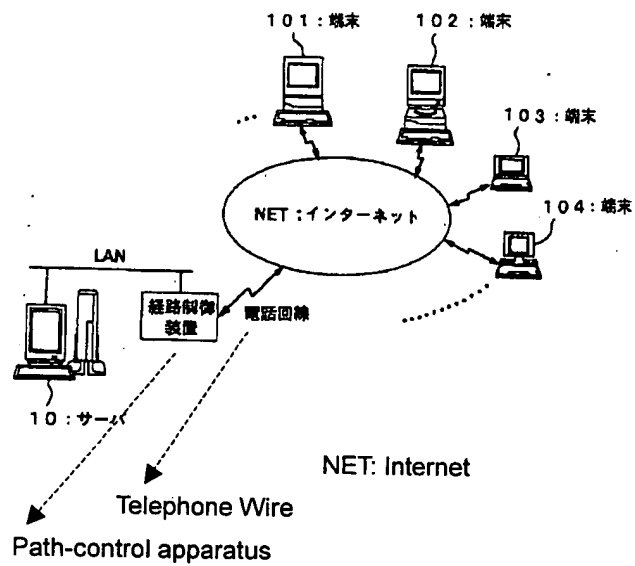 101:端末
102:端末
103:端末
104:端末
NET:インターネット
LAN
経路制御
装置
電話回線
10:サーバ
NET: Internet
Telephone Wire
Path-control apparatus